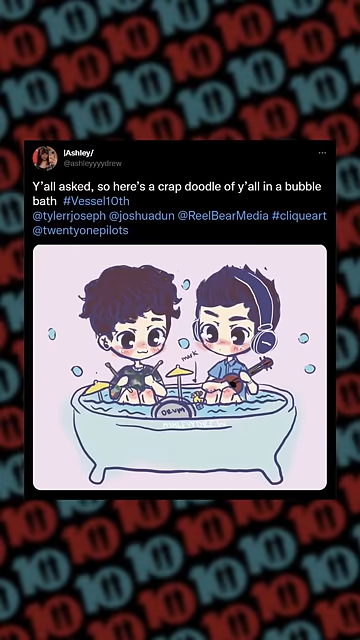 |Ashley/
@ashleyyyydrew
Y'all asked, so here's a crap doodle of y'all in a bubble
bath #Vessel10th
@tylerrjoseph @joshuadun @ReelBearMedia #cliqueart
@twentyonepilots
DRUM